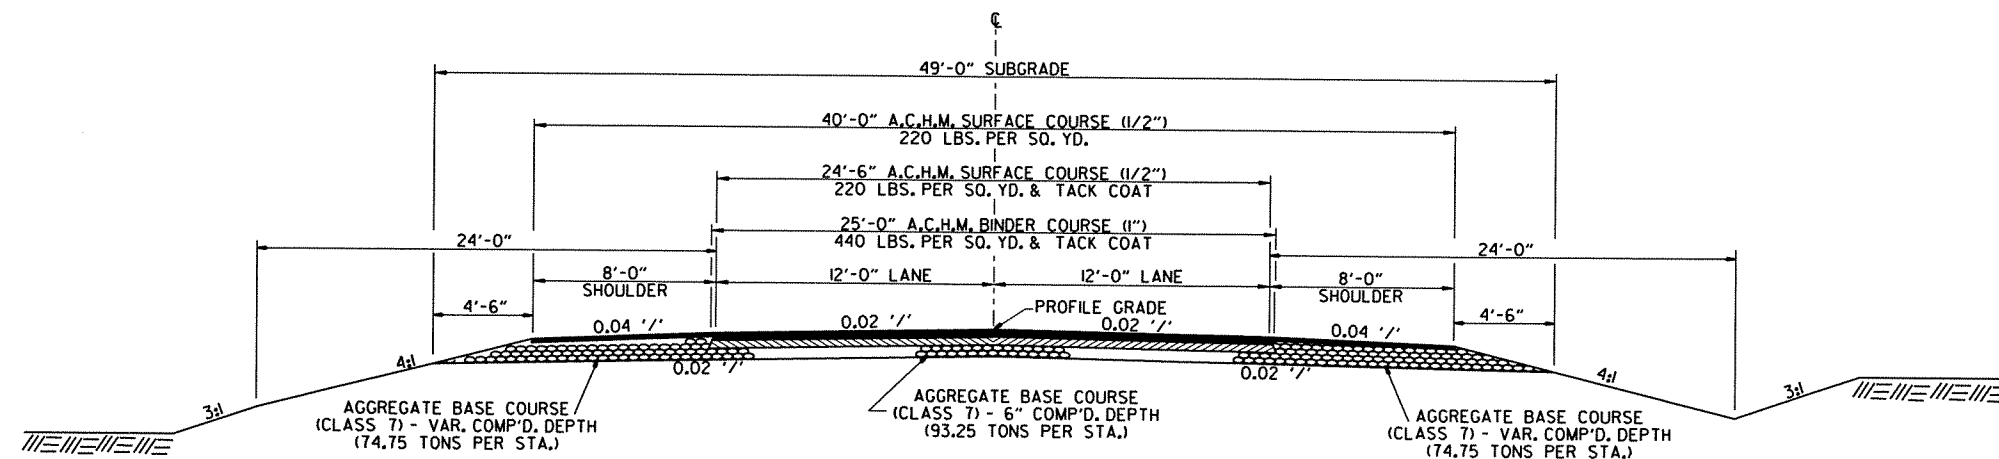 ℄
49'-0" SUBGRADE
40'-0" A.C.H.M. SURFACE COURSE (1/2")
220 LBS. PER SQ. YD.
24'-6" A.C.H.M. SURFACE COURSE (1/2")
220 LBS. PER SQ. YD. & TACK COAT
25'-0" A.C.H.M. BINDER COURSE (1")
440 LBS. PER SQ. YD. & TACK COAT
24'-0"
24'-0"
8'-0"
SHOULDER
12'-0" LANE
12'-0" LANE
8'-0"
SHOULDER
4'-6"
PROFILE GRADE
4'-6"
0.04 '/'
0.02 '/'
0.02 '/'
0.04 '/'
4:1
0.02 '/'
0.02 '/'
4:1
3:1
3:1
AGGREGATE BASE COURSE
(CLASS 7) - VAR. COMP'D. DEPTH
(74.75 TONS PER STA.)
AGGREGATE BASE COURSE
(CLASS 7) - 6" COMP'D. DEPTH
(93.25 TONS PER STA.)
AGGREGATE BASE COURSE
(CLASS 7) - VAR. COMP'D. DEPTH
(74.75 TONS PER STA.)